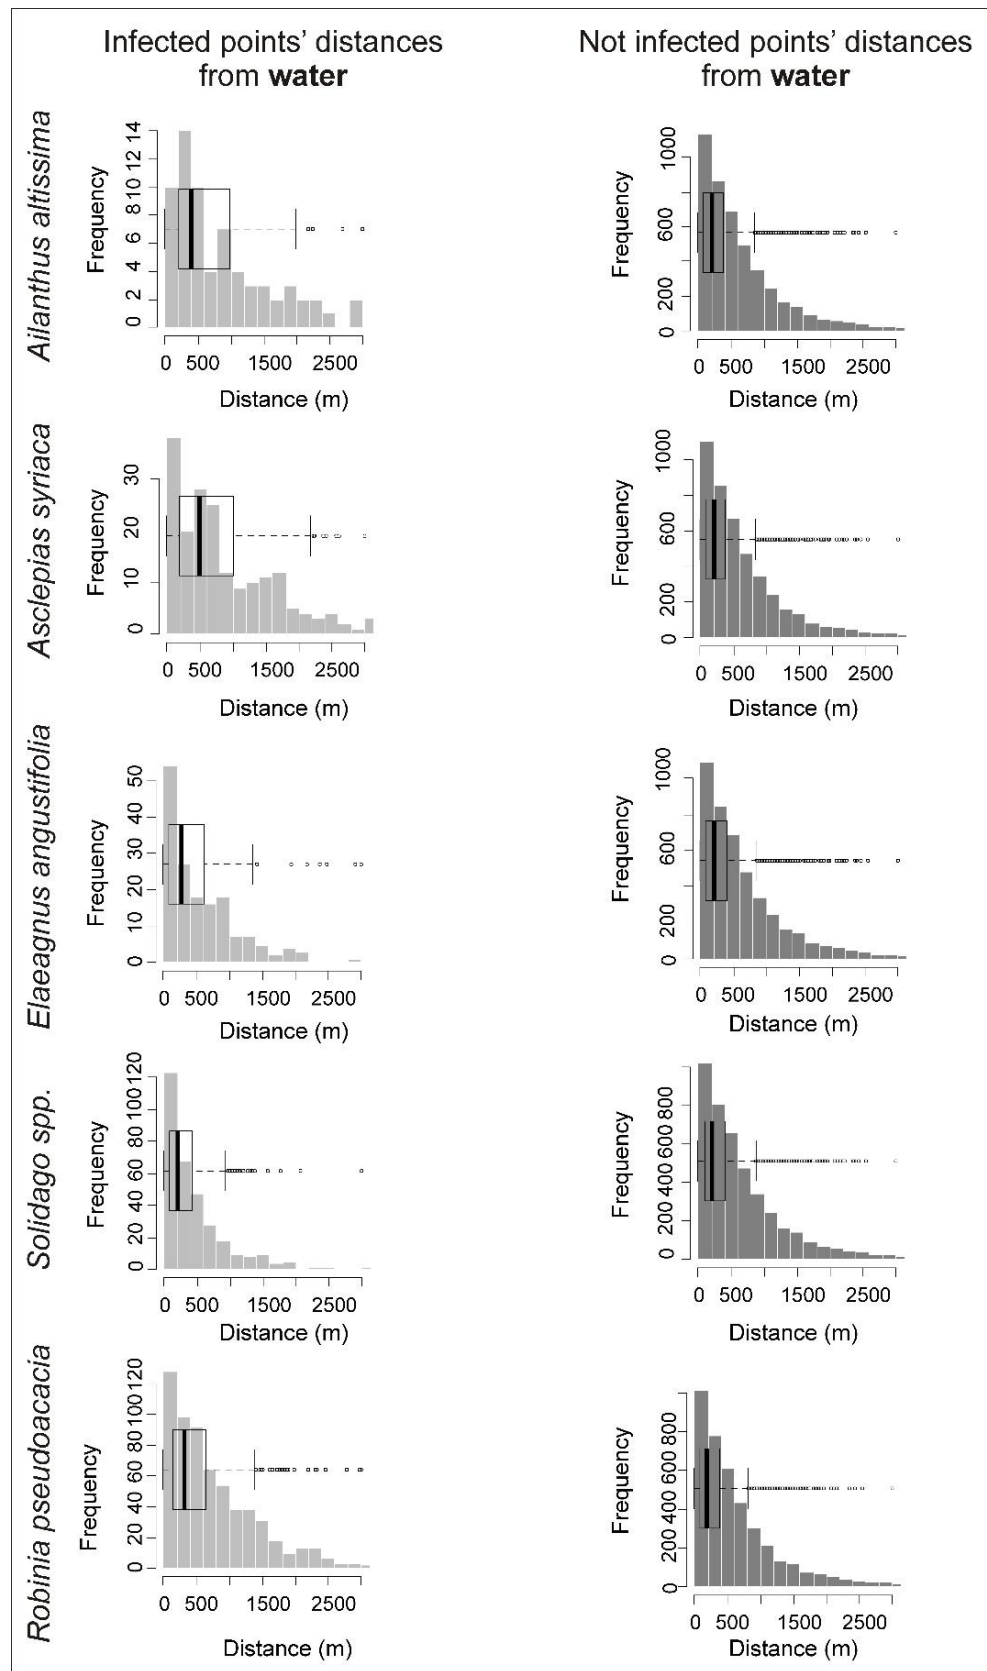 Infected points' distances
from water
Not infected points' distances
from water
Ailanthus altissima
Frequency
0 2 4 6 8 10 12 14
0 500 1500 2500
Distance (m)
Frequency
200 600 1000
0 500 1500 2500
Distance (m)
Asclepias syriaca
Frequency
0 10 30
0 500 1500 2500
Distance (m)
Frequency
0 200 600 1000
0 500 1500 2500
Distance (m)
Elaeagnus angustifolia
Frequency
0 10 20 30 40 50
0 500 1500 2500
Distance (m)
Frequency
0 200 600 1000
0 500 1500 2500
Distance (m)
Solidago spp.
Frequency
0 20 40 60 80 100 120
0 500 1500 2500
Distance (m)
Frequency
0 200 400 600 800
0 500 1500 2500
Distance (m)
Robinia pseudoacacia
Frequency
0 20 40 60 80 100 120
0 500 1500 2500
Distance (m)
Frequency
0 200 400 600 800
0 500 1500 2500
Distance (m)